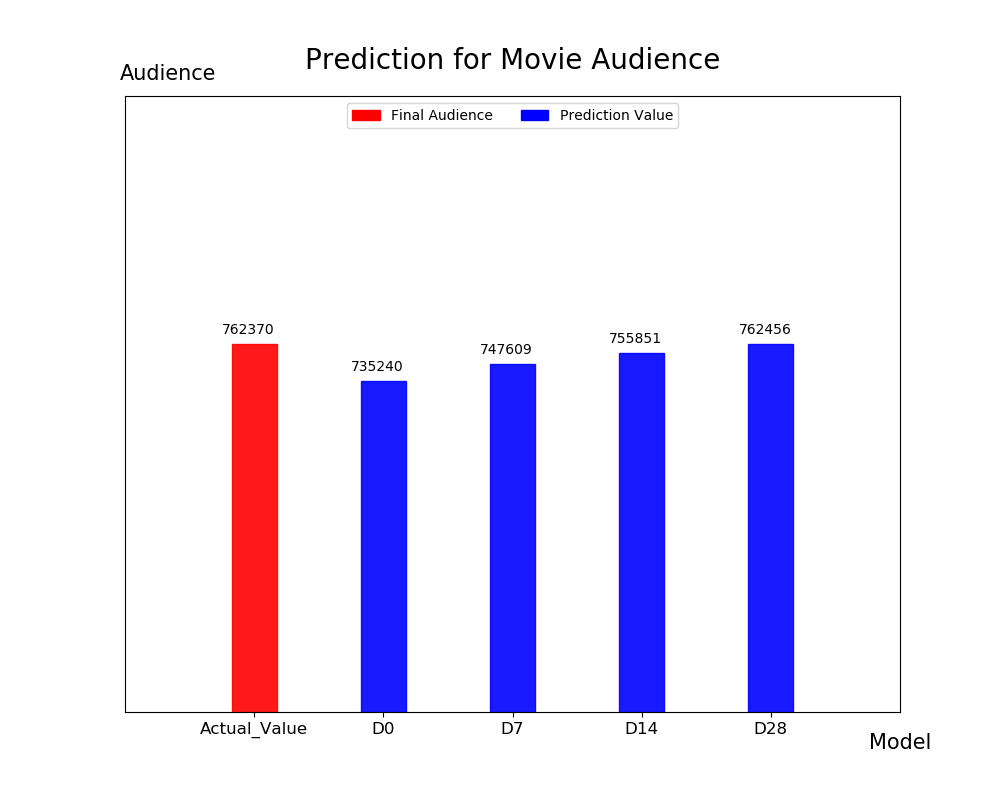 Prediction for Movie Audience
Audience
Final Audience Prediction Value
762370 735240 747609 755851 762456
Actual_Value D0 D7 D14 D28
Model